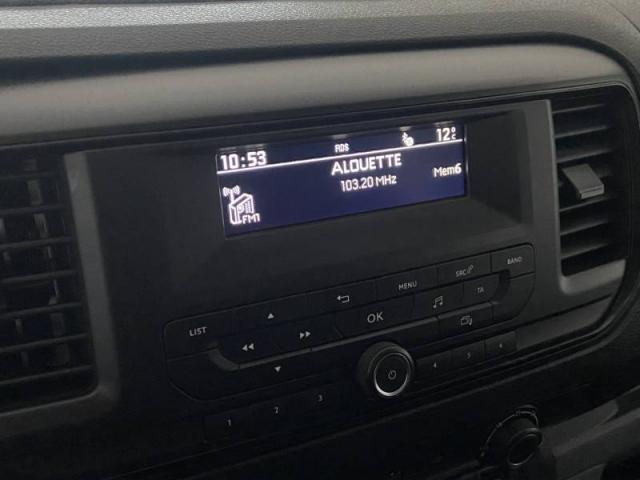 10:53 RDS 12°c
ALOUETTE
103.20 MHz
Mem6
FM1
LIST MENU SRC BAND
OK TA
1 2 3 4 5 6